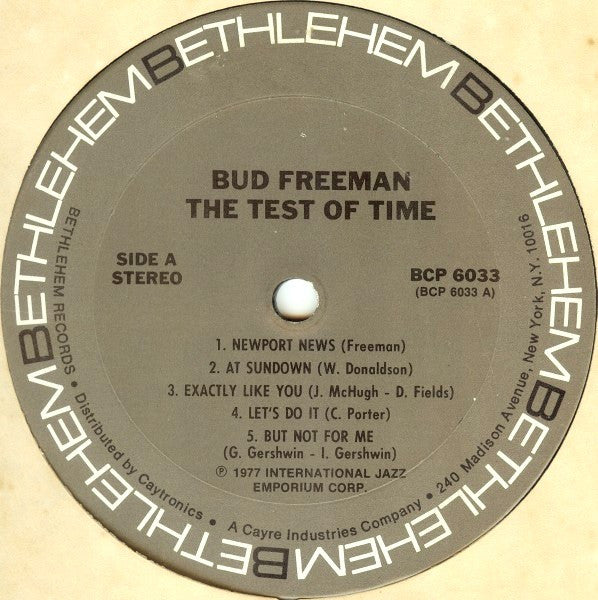 BETHLEHEM BETHLEHEM BETHLEHEM BETHLEHEM BETHLEHEM BETHLEHEM
BUD FREEMAN
THE TEST OF TIME
SIDE A
STEREO
BCP 6033
(BCP 6033 A)
1. NEWPORT NEWS (Freeman)
2. AT SUNDOWN (W. Donaldson)
3. EXACTLY LIKE YOU (J. McHugh - D. Fields)
4. LET'S DO IT (C. Porter)
5. BUT NOT FOR ME
(G. Gershwin - I. Gershwin)
℗ 1977 INTERNATIONAL JAZZ
EMPORIUM CORP.
BETHLEHEM RECORDS • Distributed by Caytronics • A Cayre Industries Company • 240 Madison Avenue, New York, N.Y. 10016